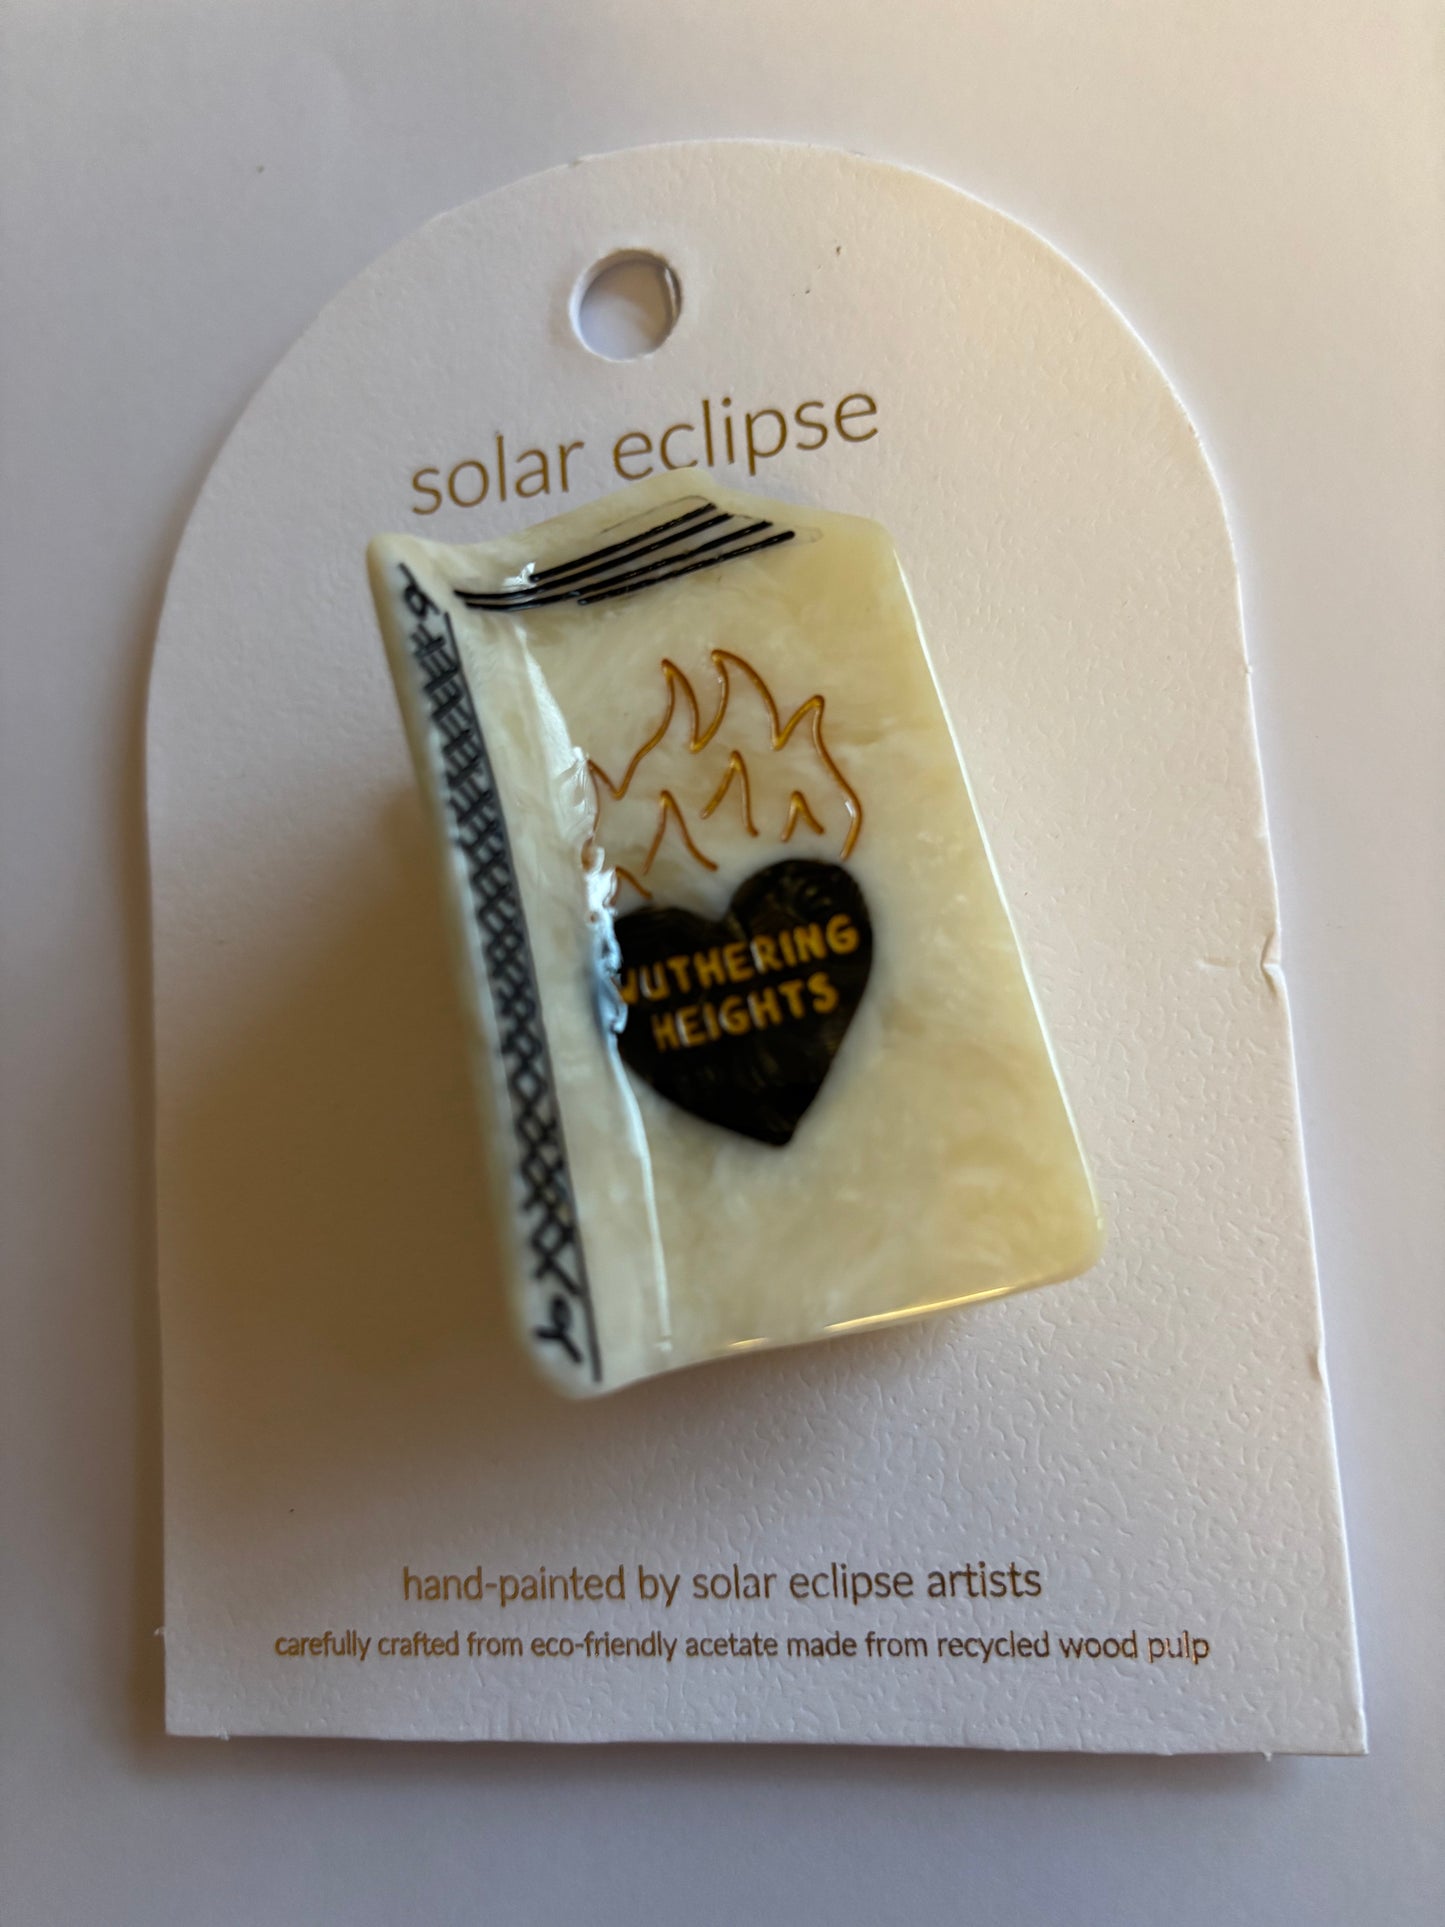 solar eclipse
WUTHERING
HEIGHTS
hand-painted by solar eclipse artists
carefully crafted from eco-friendly acetate made from recycled wood pulp